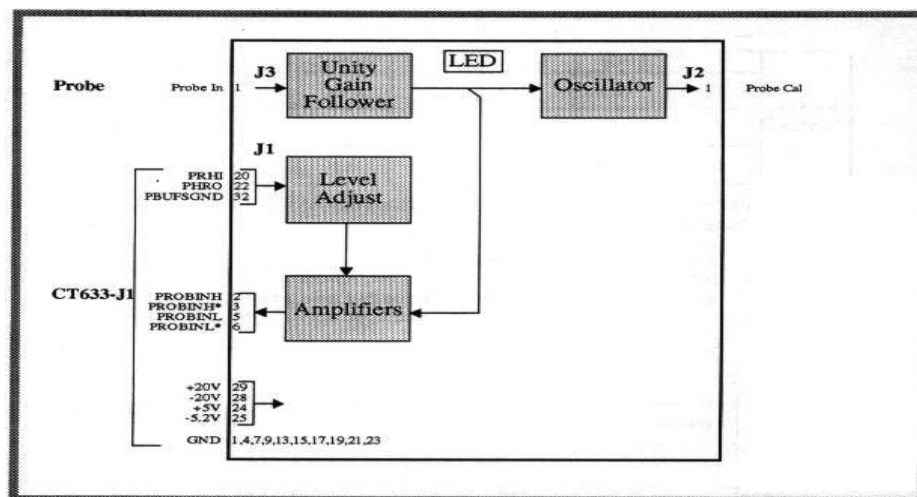 LED
J3
Unity
Gain
Follower
Oscillator
J2
Probe
Probe In
1
1
Probe Cal
J1
PRHI 20
PHRO 22
PBUFSGND 32
Level
Adjust
CT633-J1
PROBINH 2
PROBINH* 3
PROBINL 5
PROBINL* 6
Amplifiers
+20V 29
-20V 28
+5V 24
-5.2V 25
GND 1,4,7,9,13,15,17,19,21,23